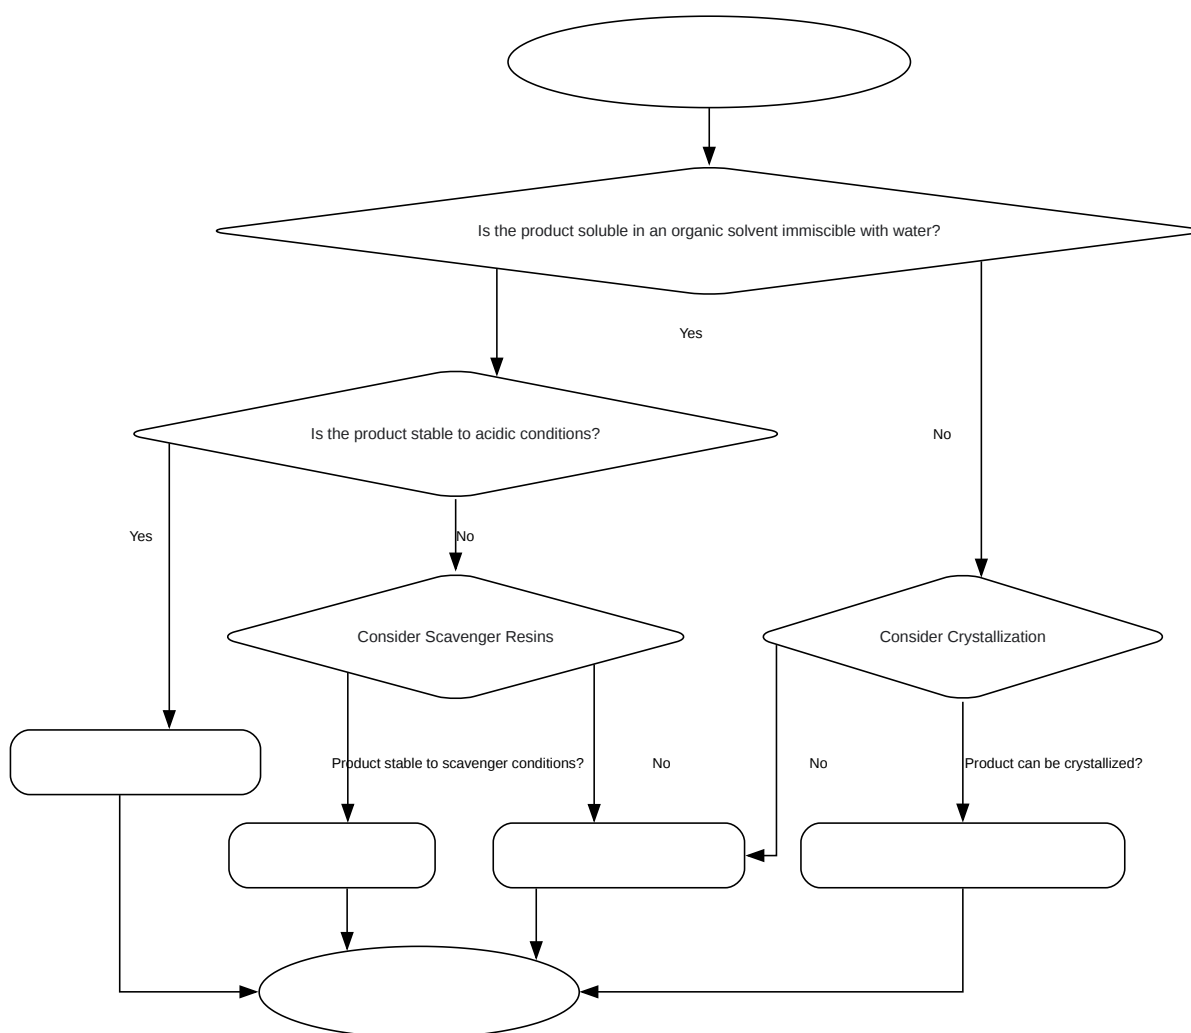 Is the product soluble in an organic solvent immiscible with water?
Yes
Is the product stable to acidic conditions?
No
Yes
No
Consider Scavenger Resins
Consider Crystallization
Product stable to scavenger conditions?
No
No
Product can be crystallized?